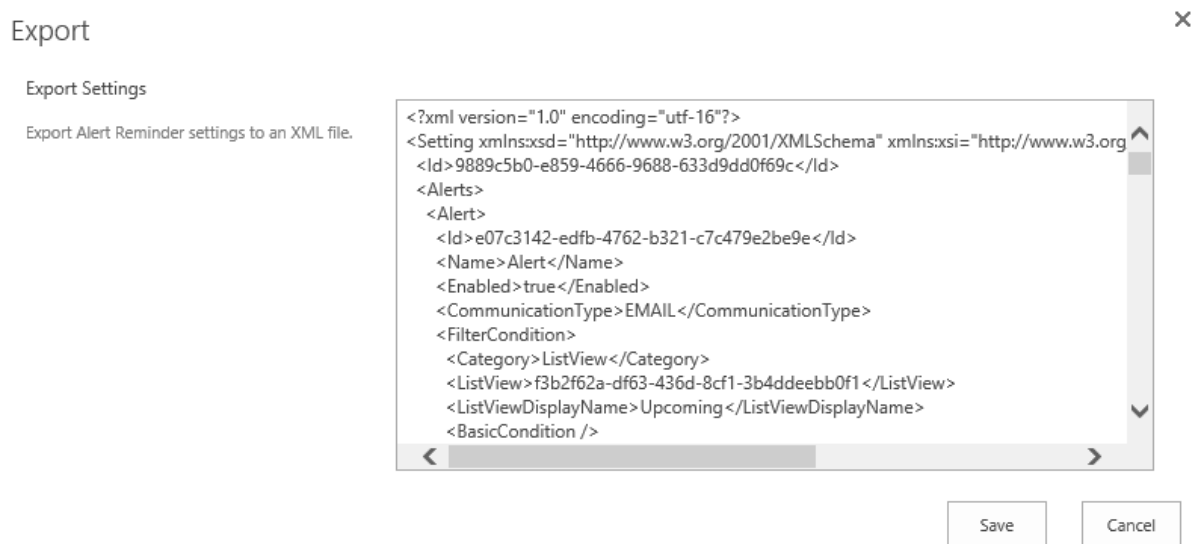 Export
Export Settings
Export Alert Reminder settings to an XML file.
<?xml version="1.0" encoding="utf-16"?>
<Setting xmlns:xsd="http://www.w3.org/2001/XMLSchema" xmlns:xsi="http://www.w3.org
<Id>9889c5b0-e859-4666-9688-633d9dd0f69c</Id>
<Alerts>
<Alert>
<Id>e07c3142-edfb-4762-b321-c7c479e2be9e</Id>
<Name>Alert</Name>
<Enabled>true</Enabled>
<CommunicationType>EMAIL</CommunicationType>
<FilterCondition>
<Category>ListView</Category>
<ListView>f3b2f62a-df63-436d-8cf1-3b4ddeebb0f1</ListView>
<ListViewDisplayName>Upcoming</ListViewDisplayName>
<BasicCondition />
Save
Cancel